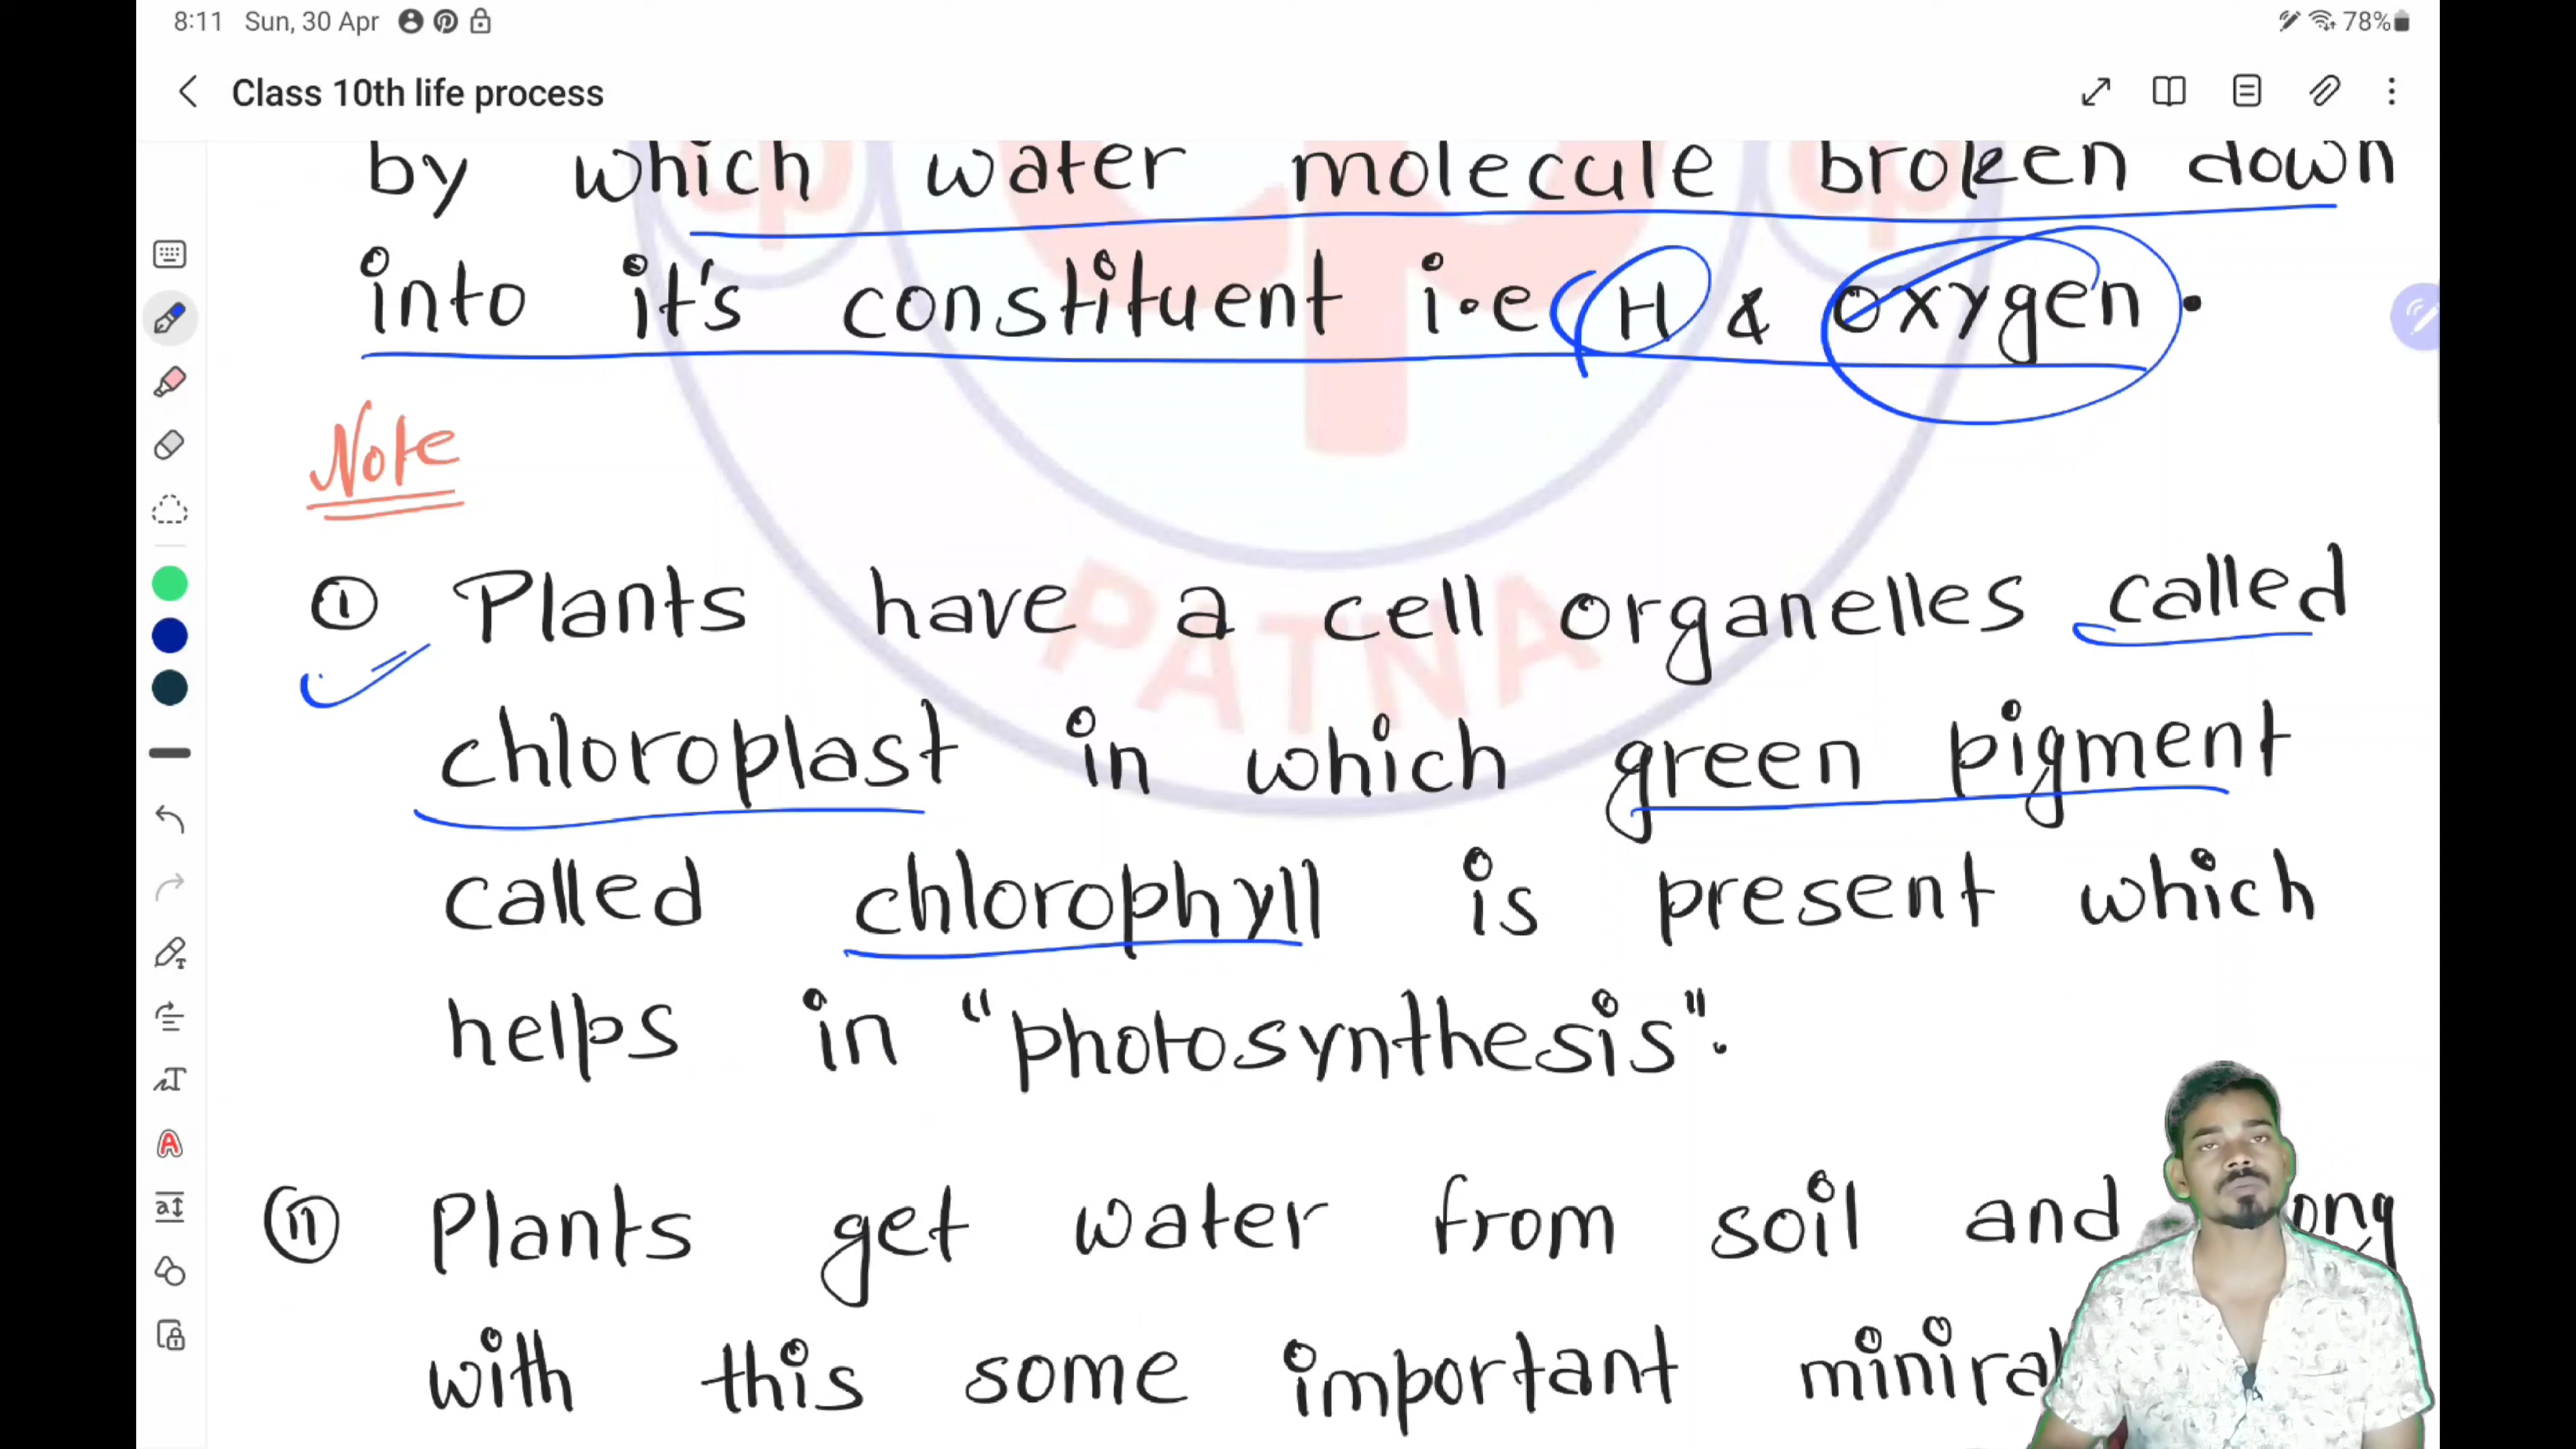 8:11 Sun, 30 Apr 78%
Class 10th life process
by which water molecule broken down
into it's constituent i.e H & oxygen.
Note
① Plants have a cell organelles called
chloroplast in which green pigment
called chlorophyll is present which
helps in "photosynthesis".
ⓘⓘ Plants get water from soil and
with this some important
PATNA